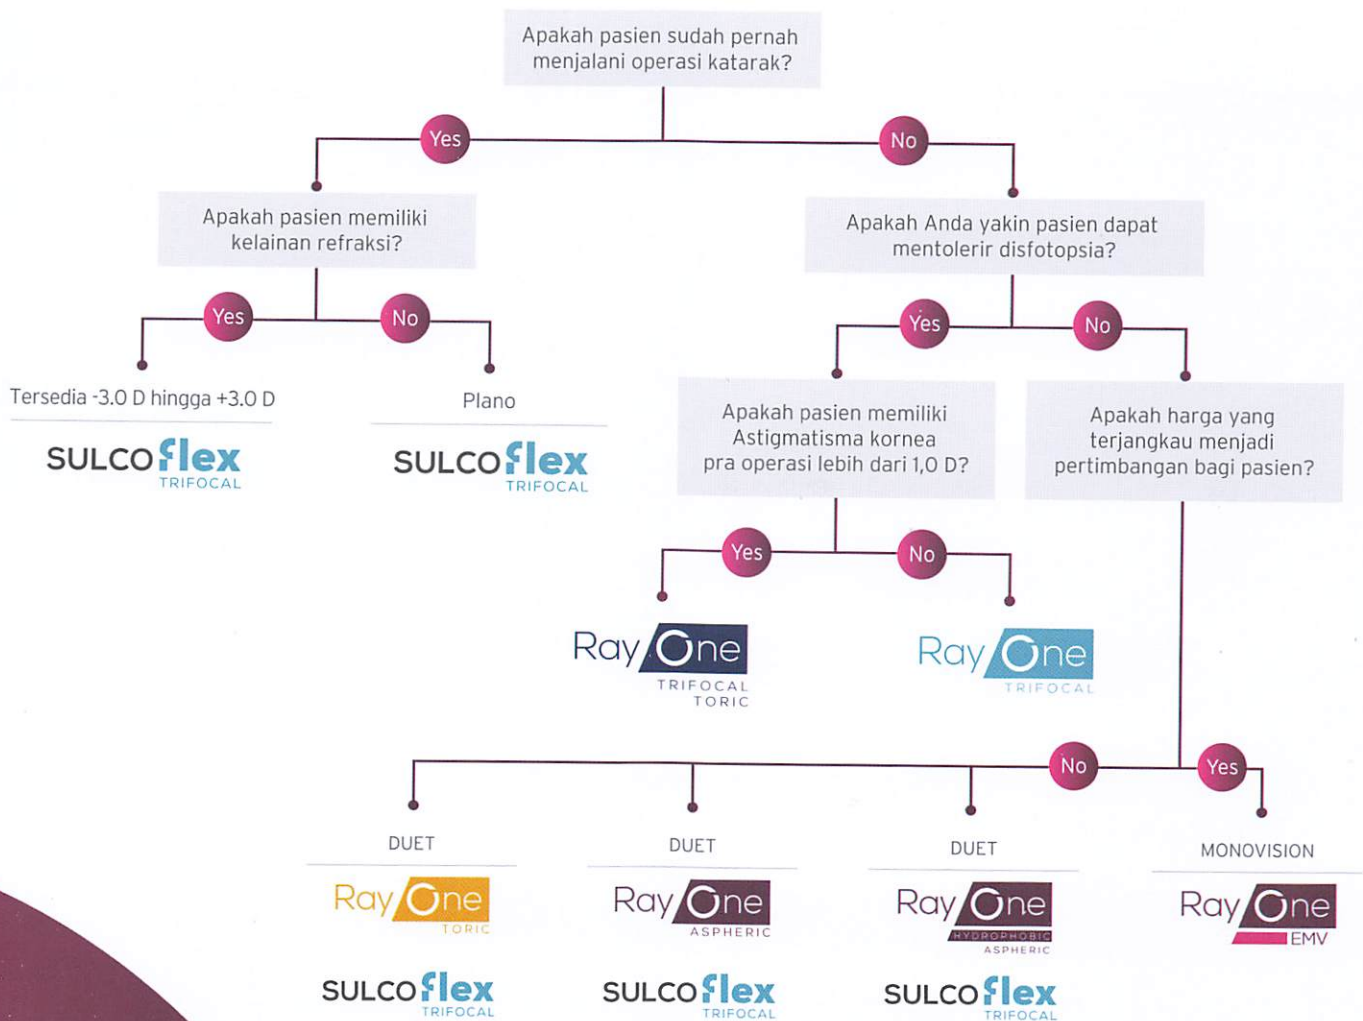 Apakah pasien sudah pernah
menjalani operasi katarak?
Yes
No
Apakah pasien memiliki
kelainan refraksi?
Apakah Anda yakin pasien dapat
mentolerir disfotopsia?
Yes
No
Yes
No
Tersedia -3.0 D hingga +3.0 D
SULCOflex
TRIFOCAL
Plano
SULCOflex
TRIFOCAL
Apakah pasien memiliki
Astigmatisma kornea
pra operasi lebih dari 1,0 D?
Apakah harga yang
terjangkau menjadi
pertimbangan bagi pasien?
Yes
No
RayOne
TRIFOCAL
TORIC
RayOne
TRIFOCAL
No
Yes
DUET
RayOne
TORIC
SULCOflex
TRIFOCAL
DUET
RayOne
ASPHERIC
SULCOflex
TRIFOCAL
DUET
RayOne
HYDROPHOBIC
ASPHERIC
SULCOflex
TRIFOCAL
MONOVISION
RayOne
EMV